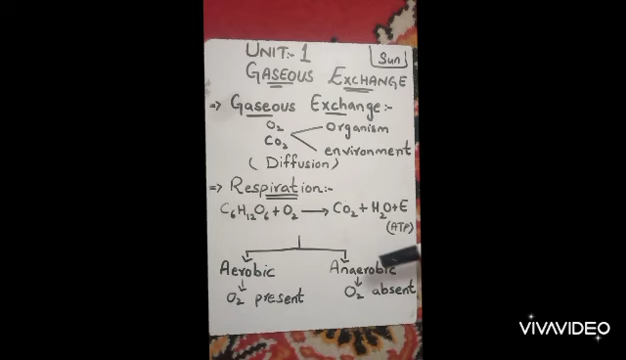 UNIT:- 1
Sun
GASEOUS EXCHANGE
=> Gaseous Exchange:-
O₂
CO₂
Organism
environment
(Diffusion)
=> Respiration:-
C₆H₁₂O₆ + O₂ → CO₂ + H₂O + E
(ATP)
Aerobic
Anaerobic
O₂ present
O₂ absent
VIVAVIDEO